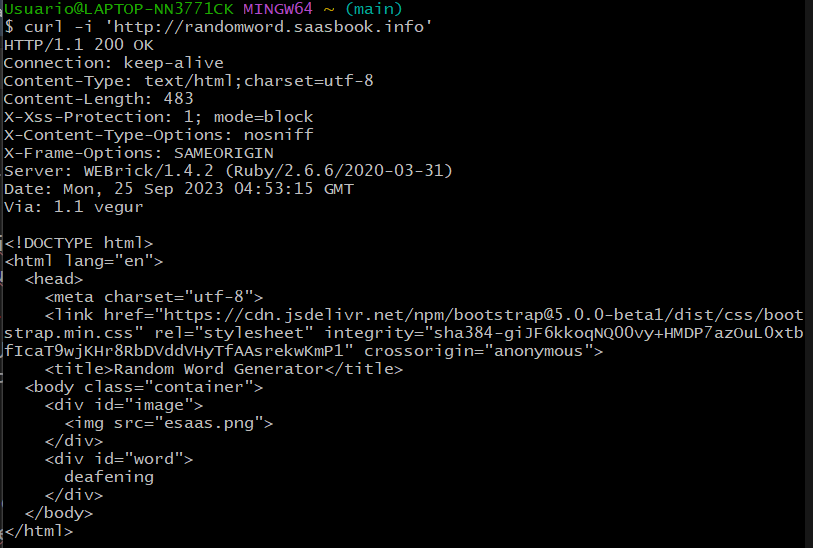 Usuario@LAPTOP-NN3771CK MINGW64 ~ (main)
$ curl -i 'http://randomword.saasbook.info'
HTTP/1.1 200 OK
Connection: keep-alive
Content-Type: text/html;charset=utf-8
Content-Length: 483
X-Xss-Protection: 1; mode=block
X-Content-Type-Options: nosniff
X-Frame-Options: SAMEORIGIN
Server: WEBrick/1.4.2 (Ruby/2.6.6/2020-03-31)
Date: Mon, 25 Sep 2023 04:53:15 GMT
Via: 1.1 vegur

<!DOCTYPE html>
<html lang="en">
  <head>
    <meta charset="utf-8">
    <link href="https://cdn.jsdelivr.net/npm/bootstrap@5.0.0-beta1/dist/css/boot
strap.min.css" rel="stylesheet" integrity="sha384-giJF6kkoqNQ00vy+HMDP7azOuL0xtb
fIcaT9wjKHr8RbDVddVHyTfAAsrekwKmP1" crossorigin="anonymous">
    <title>Random Word Generator</title>
  <body class="container">
    <div id="image">
      <img src="esaas.png">
    </div>
    <div id="word">
      deafening
    </div>
  </body>
</html>